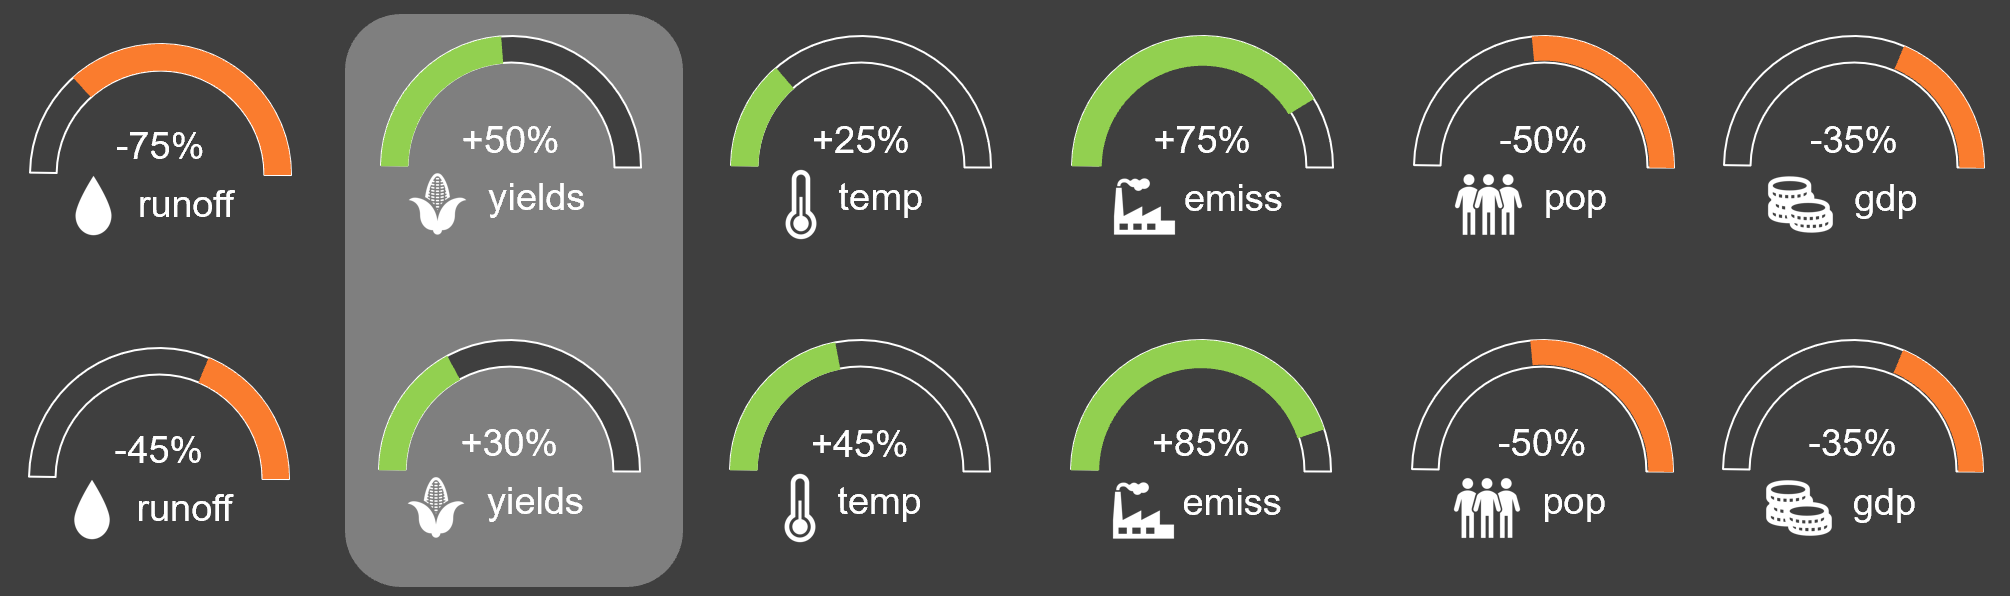 -75%
runoff
+50%
yields
+25%
temp
+75%
emiss
-50%
pop
-35%
gdp
-45%
runoff
+30%
yields
+45%
temp
+85%
emiss
-50%
pop
-35%
gdp